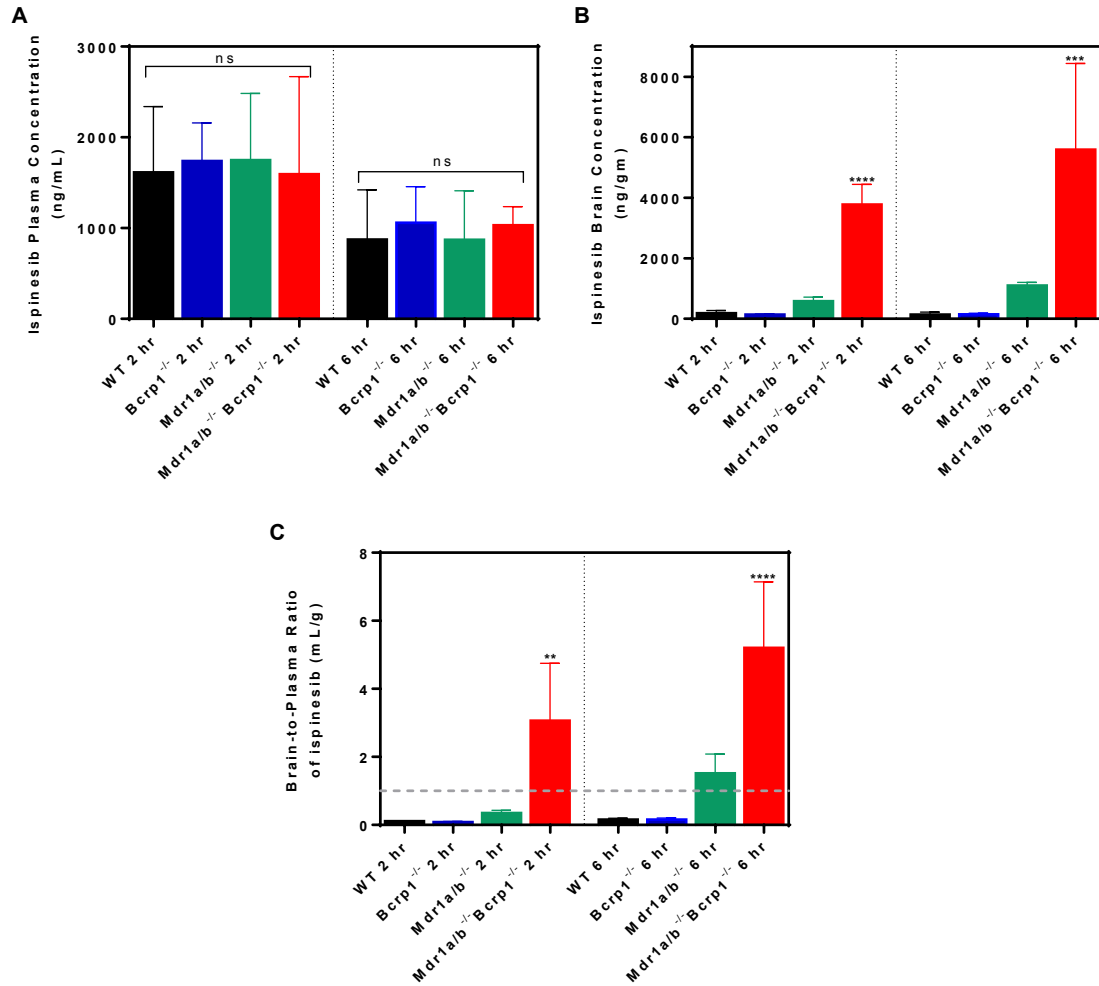 A
Ispinesib Plasma Concentration
(ng/mL)
3000
2000
1000
0
ns
ns
WT 2 hr
Bcrp1-/- 2 hr
Mdr1a/b-/- 2 hr
Mdr1a/b-/- Bcrp1-/- 2 hr
WT 6 hr
Bcrp1-/- 6 hr
Mdr1a/b-/- 6 hr
Mdr1a/b-/- Bcrp1-/- 6 hr
B
Ispinesib Brain Concentration
(ng/gm)
8000
6000
4000
2000
0
****
***
WT 2 hr
Bcrp1-/- 2 hr
Mdr1a/b-/- 2 hr
Mdr1a/b-/- Bcrp1-/- 2 hr
WT 6 hr
Bcrp1-/- 6 hr
Mdr1a/b-/- 6 hr
Mdr1a/b-/- Bcrp1-/- 6 hr
C
Brain-to-Plasma Ratio
of ispinesib (mL/g)
8
6
4
2
0
**
****
WT 2 hr
Bcrp1-/- 2 hr
Mdr1a/b-/- 2 hr
Mdr1a/b-/- Bcrp1-/- 2 hr
WT 6 hr
Bcrp1-/- 6 hr
Mdr1a/b-/- 6 hr
Mdr1a/b-/- Bcrp1-/- 6 hr